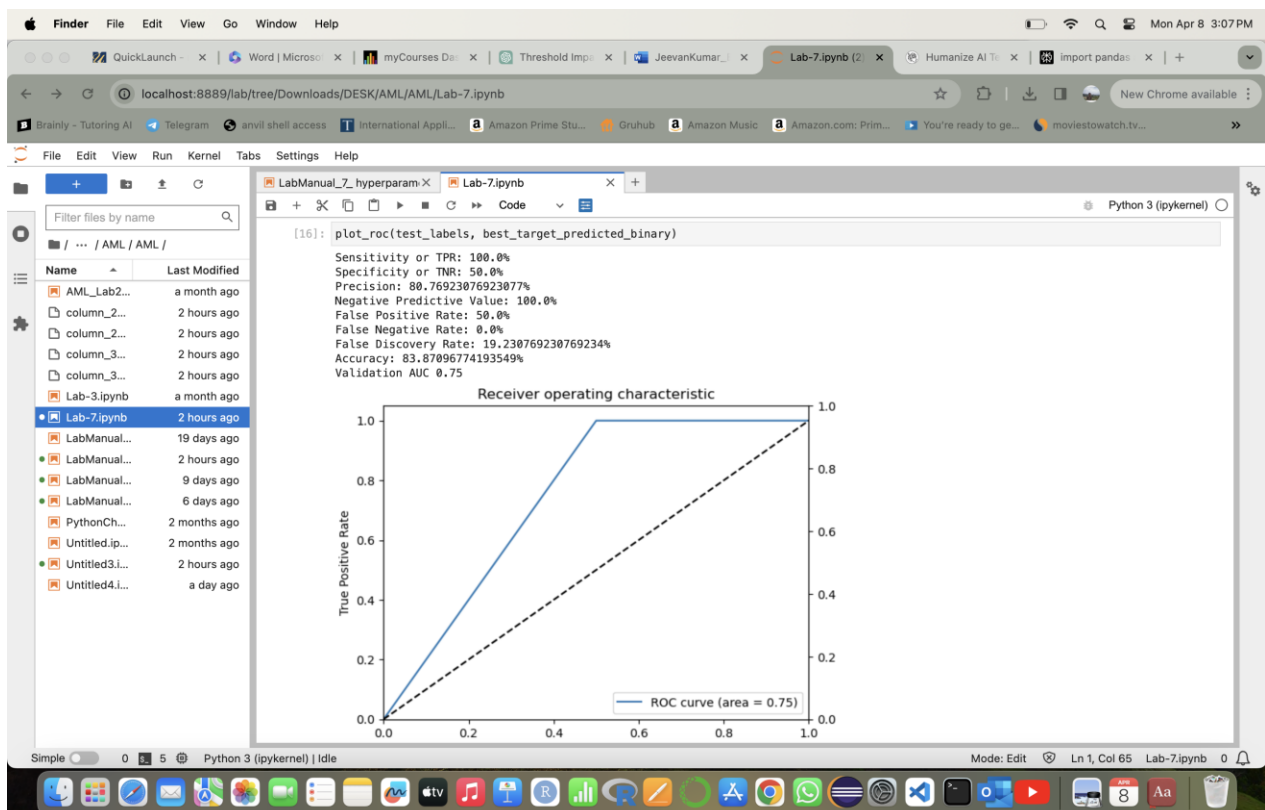 Finder File Edit View Go Window Help Mon Apr 8 3:07 PM
QuickLaunch - Word | Microso myCourses Das Threshold Impa JeevanKumar_ Lab-7.ipynb (2) Humanize AI Te import pandas
localhost:8889/lab/tree/Downloads/DESK/AML/AML/Lab-7.ipynb New Chrome available
Brainly - Tutoring AI Telegram anvil shell access International Appli... Amazon Prime Stu... Gruhub Amazon Music Amazon.com: Prim... You're ready to ge... moviestowatch.tv... »
File Edit View Run Kernel Tabs Settings Help
LabManual_7_ hyperparam Lab-7.ipynb
Code Python 3 (ipykernel)
Filter files by name
/ ... / AML / AML /
Name Last Modified
AML_Lab2... a month ago
column_2... 2 hours ago
column_2... 2 hours ago
column_3... 2 hours ago
column_3... 2 hours ago
Lab-3.ipynb a month ago
Lab-7.ipynb 2 hours ago
LabManual... 19 days ago
LabManual... 2 hours ago
LabManual... 9 days ago
LabManual... 6 days ago
PythonCh... 2 months ago
Untitled.ip... 2 months ago
Untitled3.i... 2 hours ago
Untitled4.i... a day ago
[16]: plot_roc(test_labels, best_target_predicted_binary)
Sensitivity or TPR: 100.0%
Specificity or TNR: 50.0%
Precision: 80.76923076923077%
Negative Predictive Value: 100.0%
False Positive Rate: 50.0%
False Negative Rate: 0.0%
False Discovery Rate: 19.230769230769234%
Accuracy: 83.87096774193549%
Validation AUC 0.75
Receiver operating characteristic
1.0 1.0
0.8 0.8
0.6 0.6
0.4 0.4
0.2 0.2
0.0 0.0
True Positive Rate
ROC curve (area = 0.75)
0.0 0.2 0.4 0.6 0.8 1.0
Simple 0 5 Python 3 (ipykernel) | Idle Mode: Edit Ln 1, Col 65 Lab-7.ipynb 0
tv R R APR 8 Aa